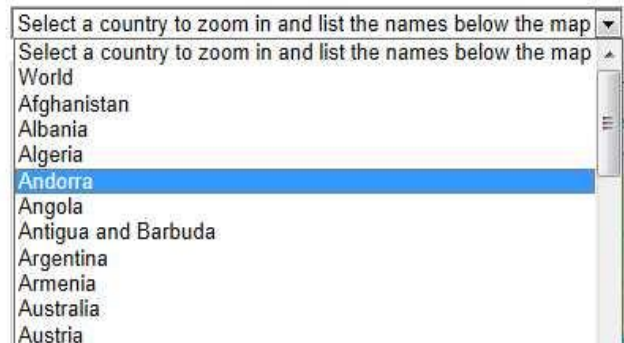 Select a country to zoom in and list the names below the map
Select a country to zoom in and list the names below the map
World
Afghanistan
Albania
Algeria
Andorra
Angola
Antigua and Barbuda
Argentina
Armenia
Australia
Austria